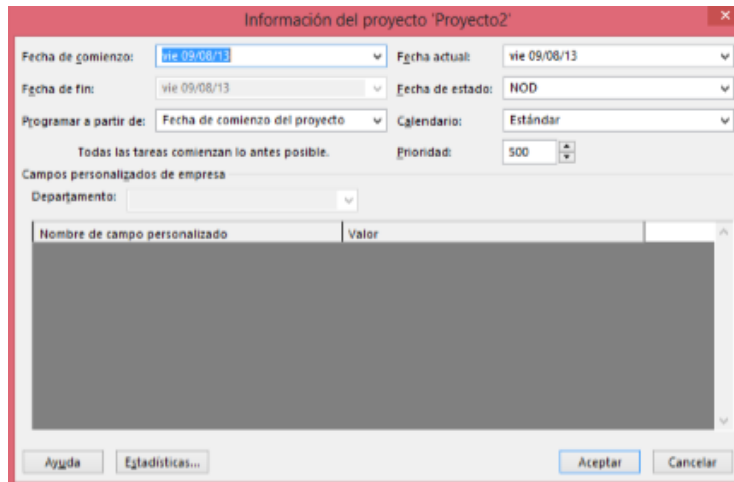 Información del proyecto 'Proyecto2'
Fecha de comienzo: vie 09/08/13 Fecha actual: vie 09/08/13
Fecha de fin: vie 09/08/13 Fecha de estado: NOD
Programar a partir de: Fecha de comienzo del proyecto Calendario: Estándar
Todas las tareas comienzan lo antes posible. Prioridad: 500
Campos personalizados de empresa
Departamento:
Nombre de campo personalizado Valor
Ayuda Estadísticas... Aceptar Cancelar